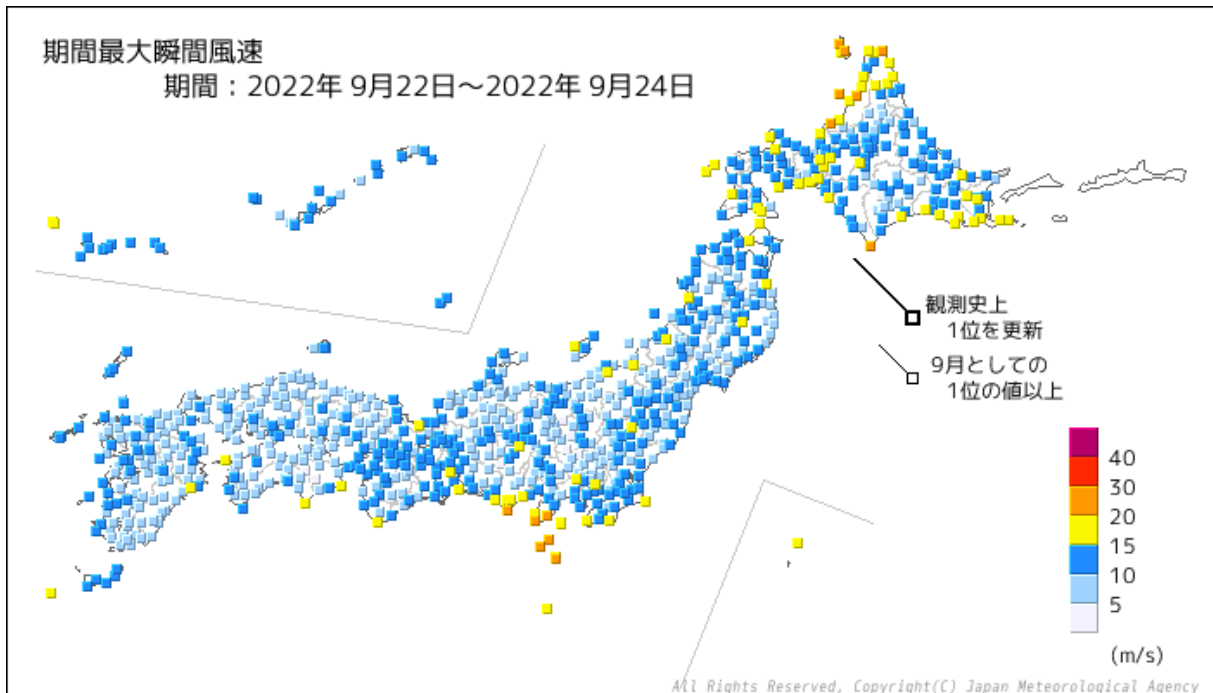 期間最大瞬間風速
期間：2022年 9月22日～2022年 9月24日
観測史上
1位を更新
9月としての
1位の値以上
40
30
20
15
10
5
(m/s)
All Rights Reserved, Copyright(C) Japan Meteorological Agency